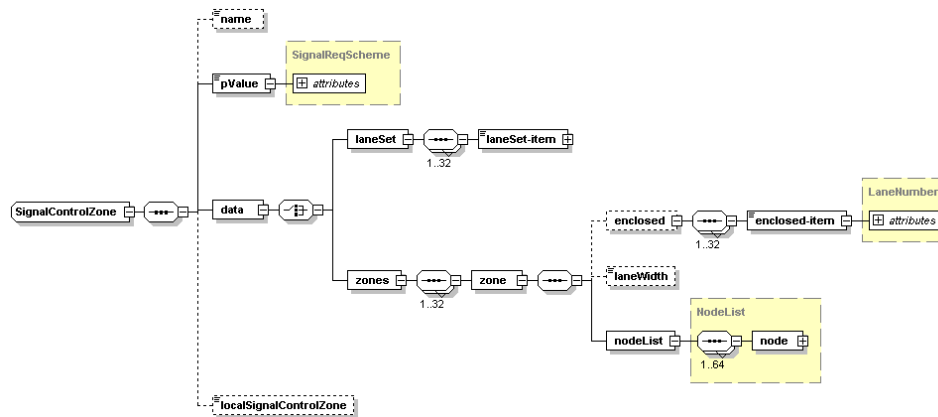 name
SignalReqScheme
pValue
attributes
laneSet
laneSet-item
1..32
LaneNumber
SignalControlZone
data
enclosed
enclosed-item
attributes
1..32
laneWidth
zones
zone
1..32
NodeList
nodeList
node
1..64
localSignalControlZone